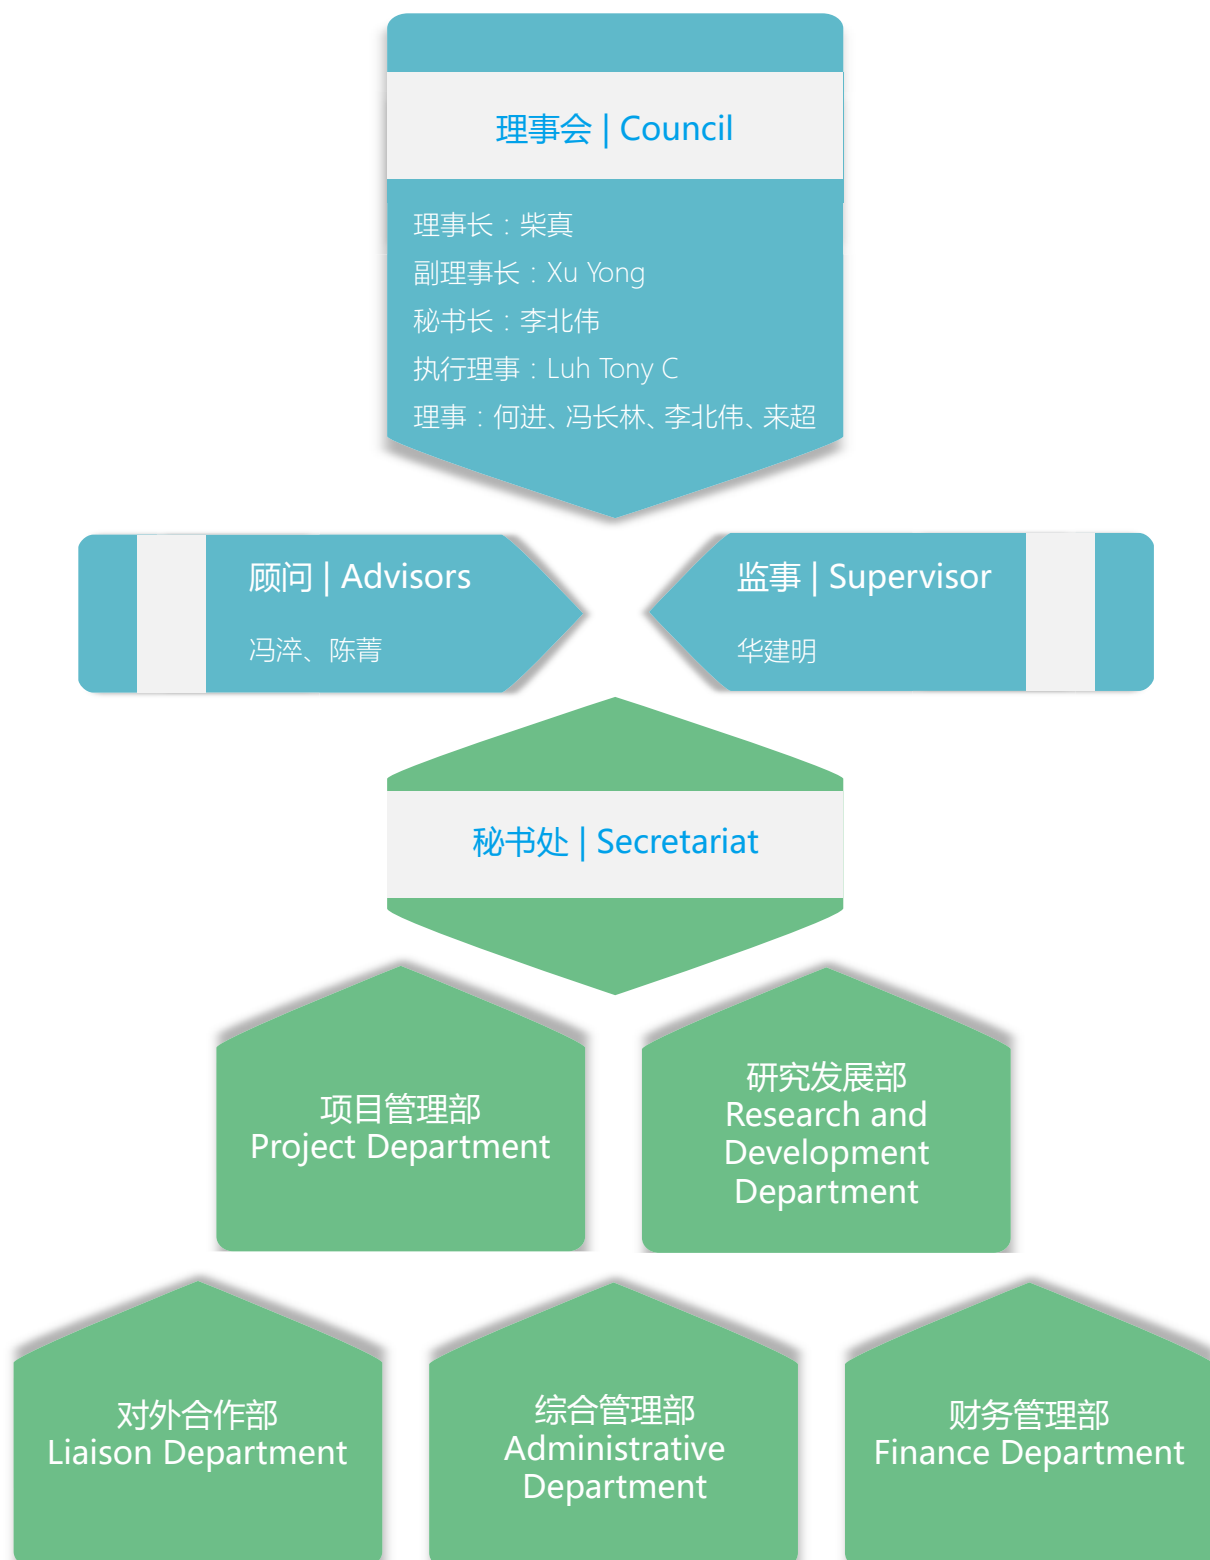 理事会 | Council
理事长：柴真
副理事长：Xu Yong
秘书长：李北伟
执行理事：Luh Tony C
理事：何进、冯长林、李北伟、来超
顾问 | Advisors
冯淬、陈菁
监事 | Supervisor
华建明
秘书处 | Secretariat
项目管理部
Project Department
研究发展部
Research and
Development
Department
对外合作部
Liaison Department
综合管理部
Administrative
Department
财务管理部
Finance Department